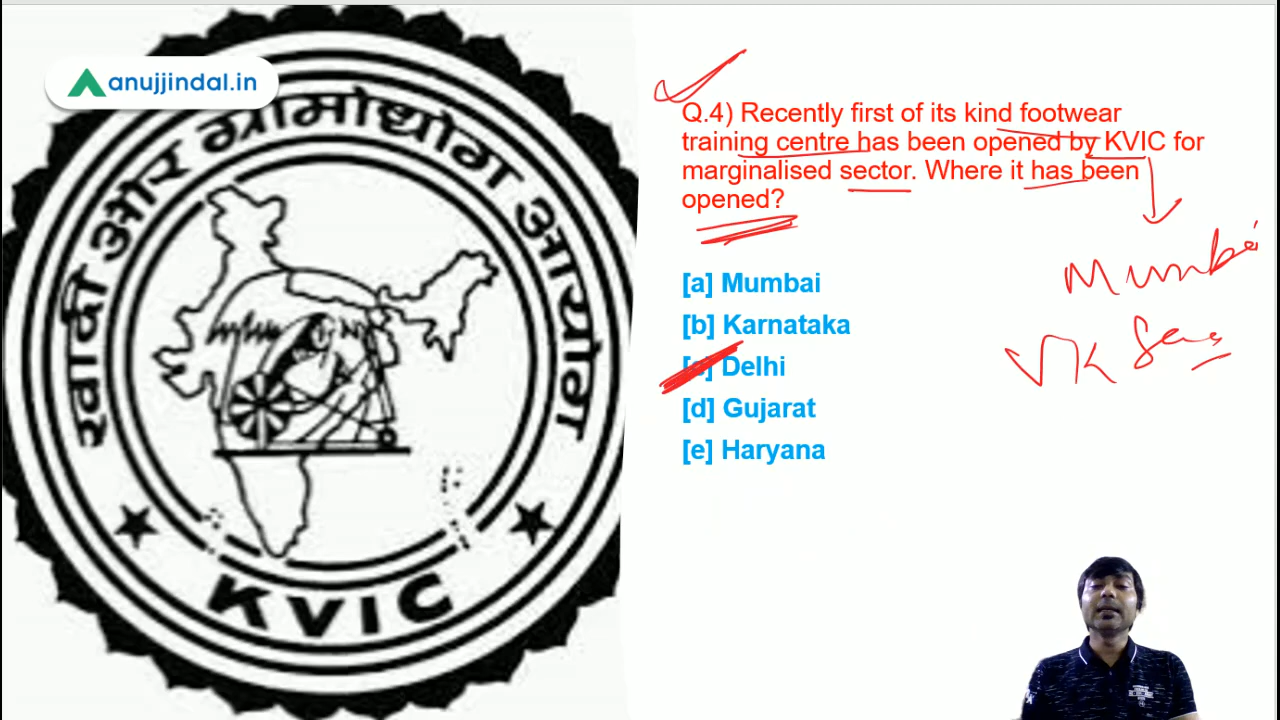 anujjindal.in
खादी और ग्रामोद्योग आयोग
KVIC
Q.4) Recently first of its kind footwear
training centre has been opened by KVIC for
marginalised sector. Where it has been
opened?
Mumbai
[a] Mumbai
[b] Karnataka
VK
Delhi
[d] Gujarat
[e] Haryana